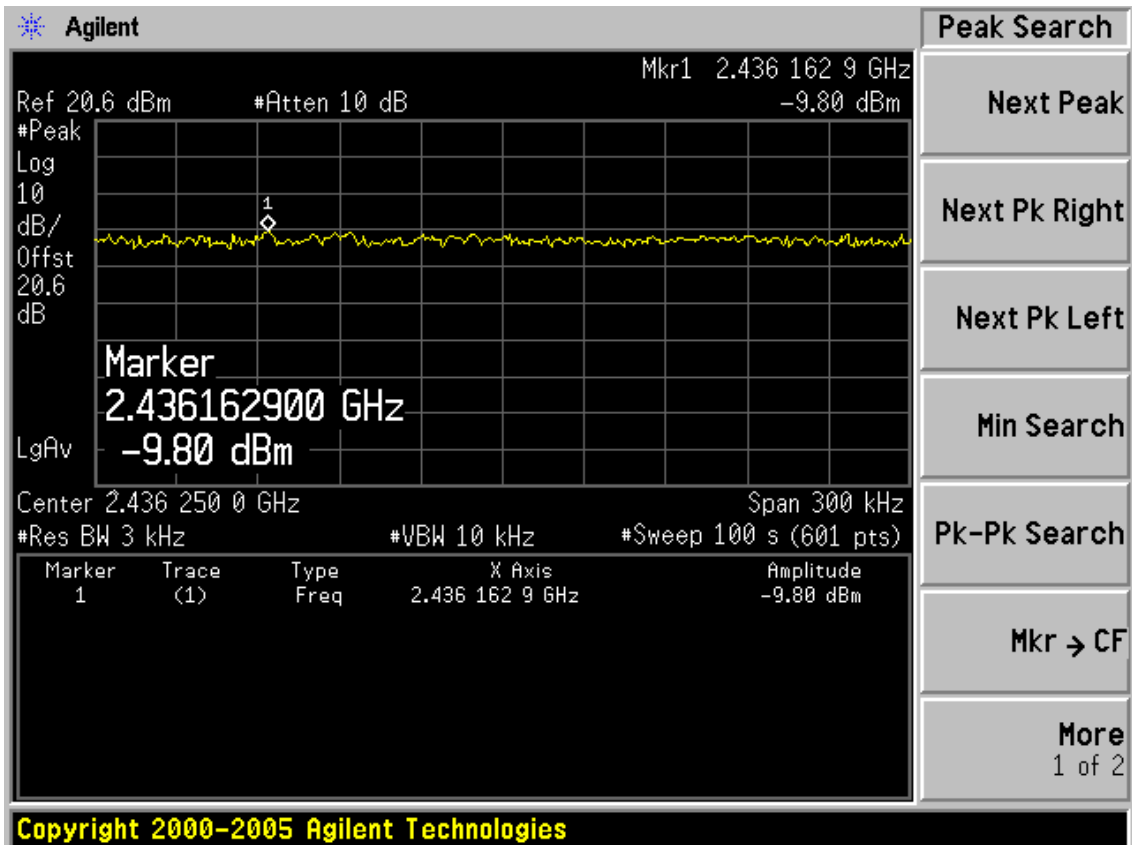 Agilent
Peak Search
Mkr1 2.436 162 9 GHz
Ref 20.6 dBm #Atten 10 dB -9.80 dBm
#Peak
Log
10
dB/
Offst
20.6
dB
1
Marker
2.436162900 GHz
-9.80 dBm
LgAv
Center 2.436 250 0 GHz Span 300 kHz
#Res BW 3 kHz #VBW 10 kHz #Sweep 100 s (601 pts)
Marker Trace Type X Axis Amplitude
1 (1) Freq 2.436 162 9 GHz -9.80 dBm
Next Peak
Next Pk Right
Next Pk Left
Min Search
Pk-Pk Search
Mkr → CF
More
1 of 2
Copyright 2000-2005 Agilent Technologies